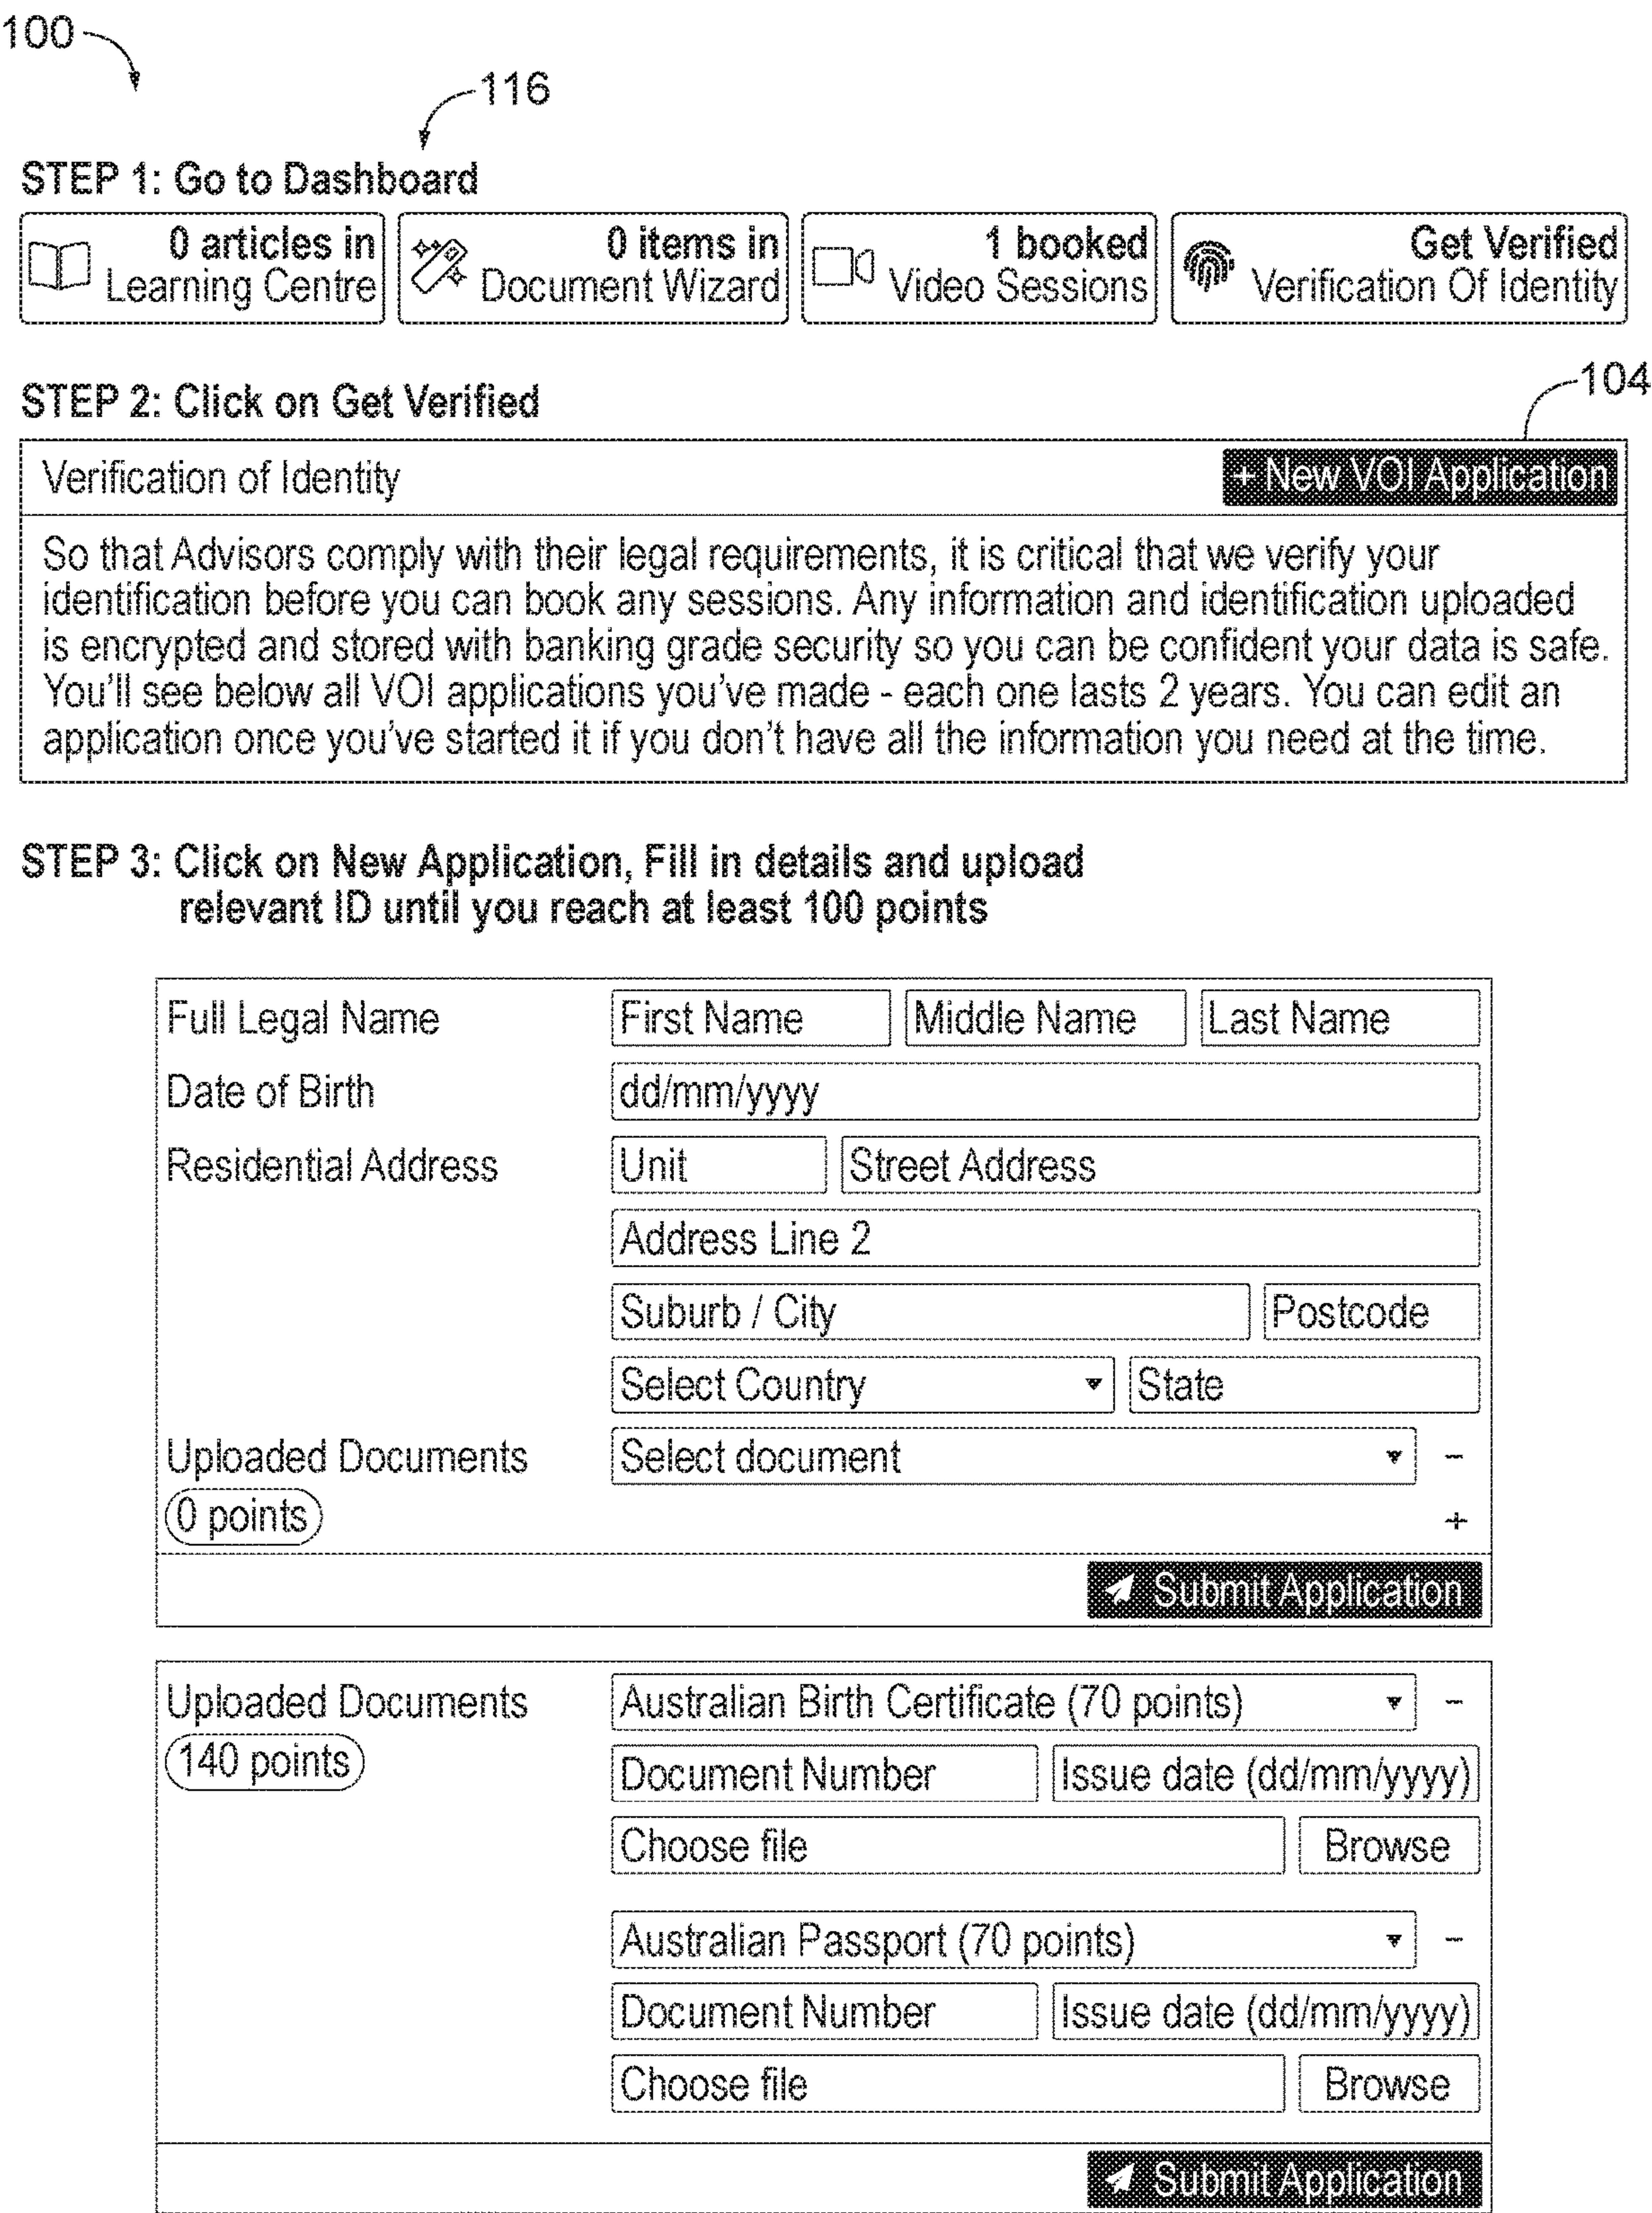 100
116
STEP 1: Go to Dashboard
0 articles in
Learning Centre
0 items in
Document Wizard
1 booked
Video Sessions
Get Verified
Verification Of Identity
104
STEP 2: Click on Get Verified
Verification of Identity
+ New VOI Application
So that Advisors comply with their legal requirements, it is critical that we verify your
identification before you can book any sessions. Any information and identification uploaded
is encrypted and stored with banking grade security so you can be confident your data is safe.
You'll see below all VOI applications you've made - each one lasts 2 years. You can edit an
application once you've started it if you don't have all the information you need at the time.
STEP 3: Click on New Application, Fill in details and upload
relevant ID until you reach at least 100 points
Full Legal Name First Name Middle Name Last Name
Date of Birth dd/mm/yyyy
Residential Address Unit Street Address
Address Line 2
Suburb / City Postcode
Select Country State
Uploaded Documents Select document -
0 points +
Submit Application
Uploaded Documents Australian Birth Certificate (70 points) -
140 points Document Number Issue date (dd/mm/yyyy)
Choose file Browse
Australian Passport (70 points) -
Document Number Issue date (dd/mm/yyyy)
Choose file Browse
Submit Application